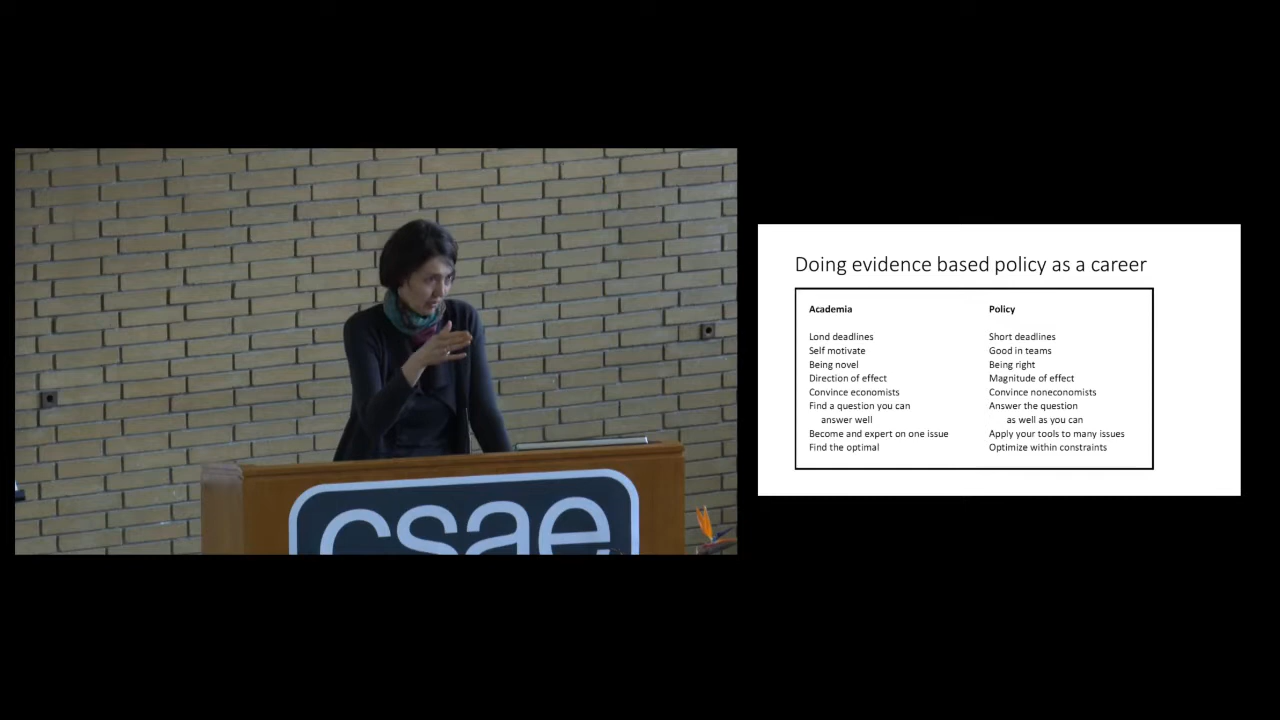 csae
Doing evidence based policy as a career
Academia Policy
Lond deadlines Short deadlines
Self motivate Good in teams
Being novel Being right
Direction of effect Magnitude of effect
Convince economists Convince noneconomists
Find a question you can Answer the question
answer well as well as you can
Become and expert on one issue Apply your tools to many issues
Find the optimal Optimize within constraints